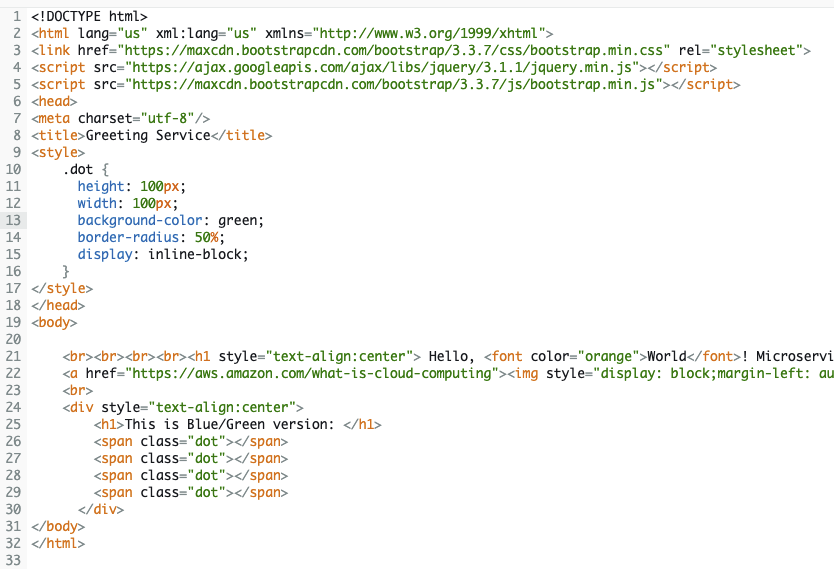 1 <!DOCTYPE html>
2 <html lang="us" xml:lang="us" xmlns="http://www.w3.org/1999/xhtml">
3 <link href="https://maxcdn.bootstrapcdn.com/bootstrap/3.3.7/css/bootstrap.min.css" rel="stylesheet">
4 <script src="https://ajax.googleapis.com/ajax/libs/jquery/3.1.1/jquery.min.js"></script>
5 <script src="https://maxcdn.bootstrapcdn.com/bootstrap/3.3.7/js/bootstrap.min.js"></script>
6 <head>
7 <meta charset="utf-8"/>
8 <title>Greeting Service</title>
9 <style>
10     .dot {
11       height: 100px;
12       width: 100px;
13       background-color: green;
14       border-radius: 50%;
15       display: inline-block;
16     }
17 </style>
18 </head>
19 <body>
20
21     <br><br><br><br><h1 style="text-align:center"> Hello, <font color="orange">World</font>! Microservi
22     <a href="https://aws.amazon.com/what-is-cloud-computing"><img style="display: block;margin-left: au
23     <br>
24     <div style="text-align:center">
25         <h1>This is Blue/Green version: </h1>
26         <span class="dot"></span>
27         <span class="dot"></span>
28         <span class="dot"></span>
29         <span class="dot"></span>
30       </div>
31 </body>
32 </html>
33